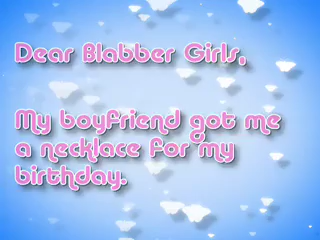 Dear Blabber Girls,
My boyfriend got me
a necklace for my
birthday.